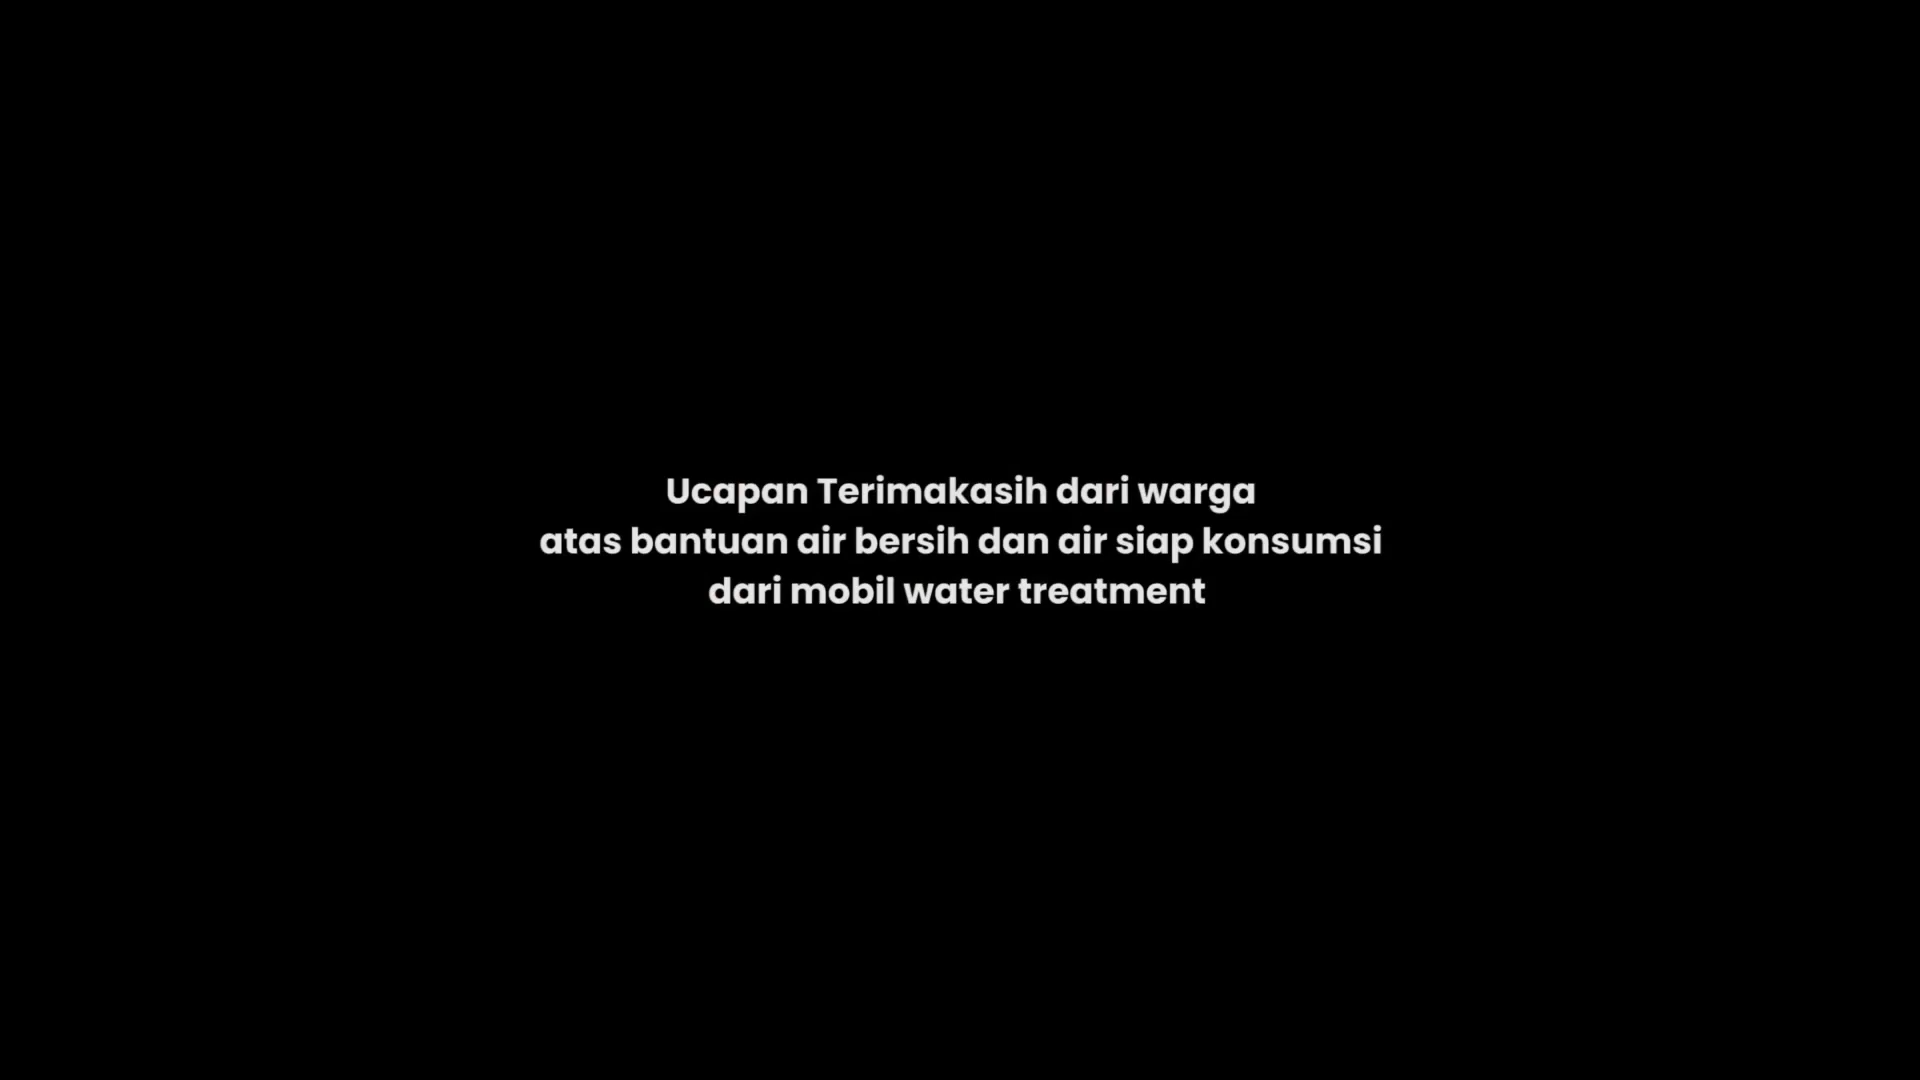 Ucapan Terimakasih dari warga
atas bantuan air bersih dan air siap konsumsi
dari mobil water treatment